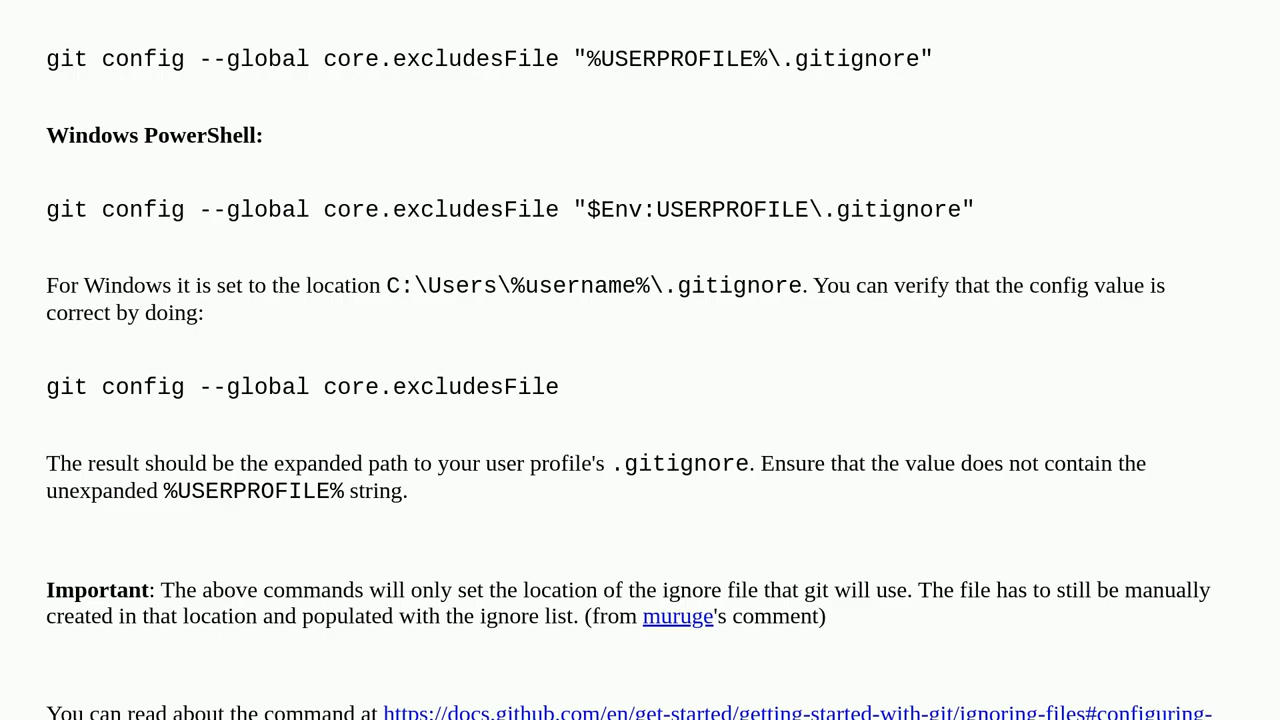 git config --global core.excludesFile "%USERPROFILE%\.gitignore"
Windows PowerShell:
git config --global core.excludesFile "$Env:USERPROFILE\.gitignore"
For Windows it is set to the location C:\Users\%username%\.gitignore. You can verify that the config value is
correct by doing:
git config --global core.excludesFile
The result should be the expanded path to your user profile's .gitignore. Ensure that the value does not contain the
unexpanded %USERPROFILE% string.
Important: The above commands will only set the location of the ignore file that git will use. The file has to still be manually
created in that location and populated with the ignore list. (from muruge's comment)
You can read about the command at https://docs.github.com/en/get-started/getting-started-with-git/ignoring-files#configuring-